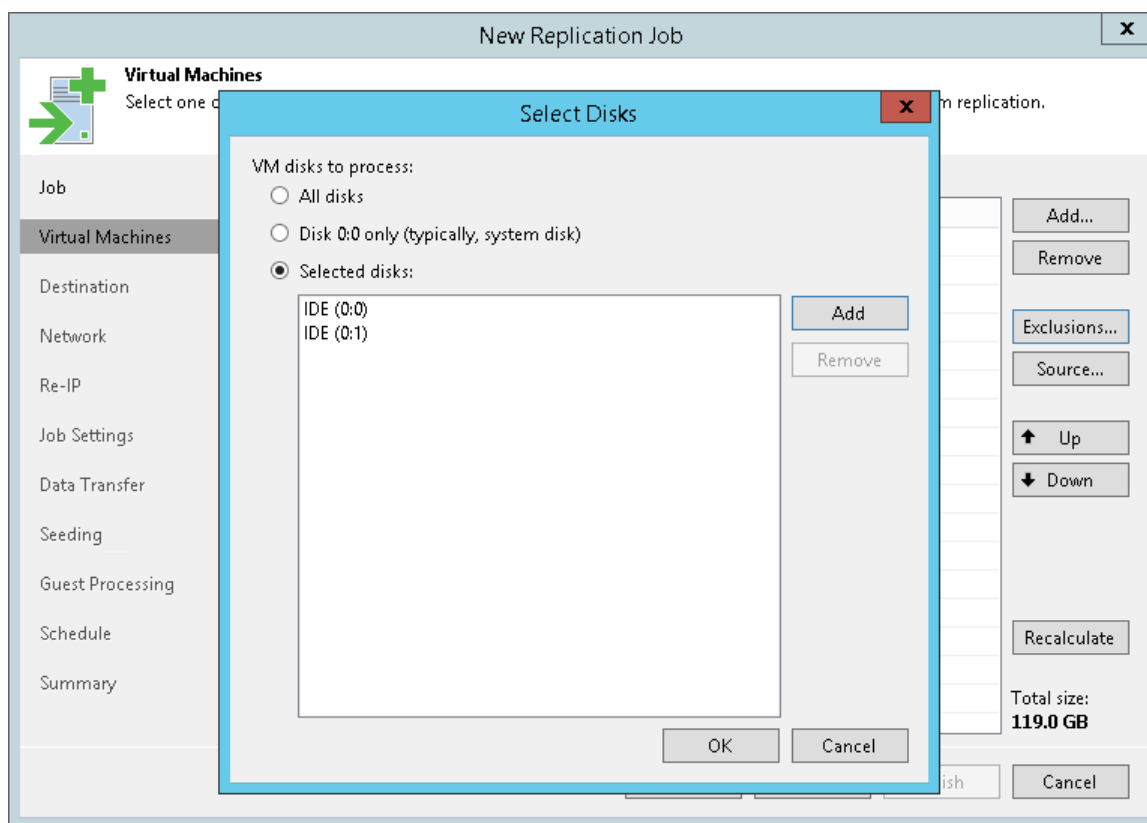 New Replication Job
X
Virtual Machines
Select one
replication.
Select Disks
X
VM disks to process:
All disks
Disk 0:0 only (typically, system disk)
Selected disks:
IDE (0:0)
IDE (0:1)
Add
Remove
OK
Cancel
Job
Virtual Machines
Destination
Network
Re-IP
Job Settings
Data Transfer
Seeding
Guest Processing
Schedule
Summary
Add...
Remove
Exclusions...
Source...
Up
Down
Recalculate
Total size:
119.0 GB
Cancel